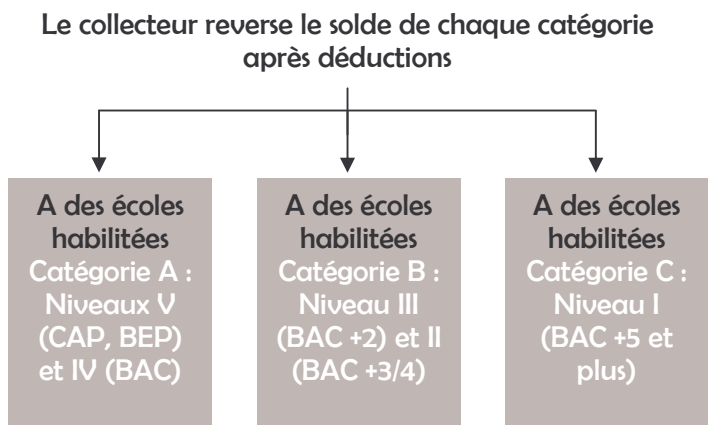 Le collecteur reverse le solde de chaque catégorie
après déductions
A des écoles
habilitées
Catégorie A :
Niveaux V
(CAP, BEP)
et IV (BAC)
A des écoles
habilitées
Catégorie B :
Niveau III
(BAC +2) et II
(BAC +3/4)
A des écoles
habilitées
Catégorie C :
Niveau I
(BAC +5 et
plus)